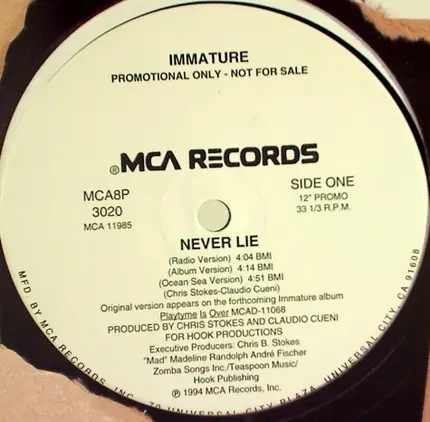 IMMATURE
PROMOTIONAL ONLY - NOT FOR SALE
®MCA RECORDS
MCA8P
3020
MCA 11985
SIDE ONE
12" PROMO
33 1/3 R.P.M.
NEVER LIE
(Radio Version) 4:04 BMI
(Album Version) 4:14 BMI
(Ocean Sea Version) 4:51 BMI
(Chris Stokes-Claudio Cueni)
Original version appears on the forthcoming Immature album
Playtyme Is Over MCAD-11068
PRODUCED BY CHRIS STOKES AND CLAUDIO CUENI
FOR HOOK PRODUCTIONS
Executive Producers: Chris B. Stokes
"Mad" Madeline Randolph André Fischer
Zomba Songs Inc./Teaspoon Music/
Hook Publishing
℗ 1994 MCA Records, Inc.
MFD. BY MCA RECORDS, INC., 70 UNIVERSAL CITY PLAZA, UNIVERSAL CITY, CA 91608